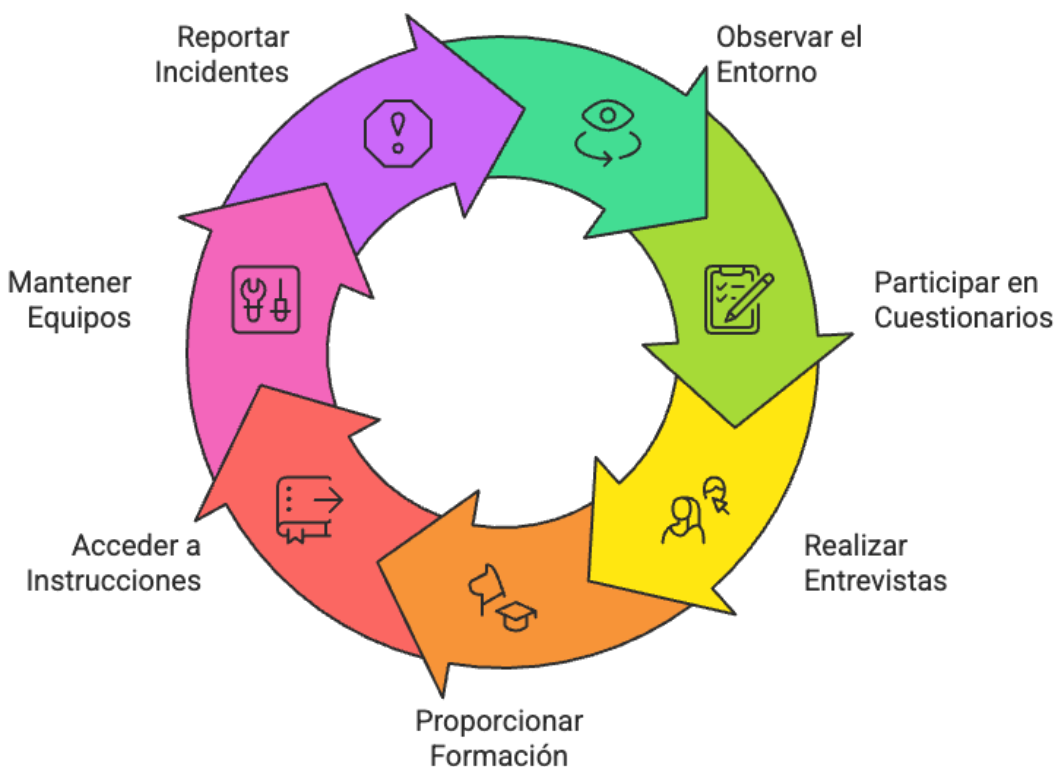 Reportar
Incidentes
Observar el
Entorno
Participar en
Cuestionarios
Realizar
Entrevistas
Proporcionar
Formación
Acceder a
Instrucciones
Mantener
Equipos